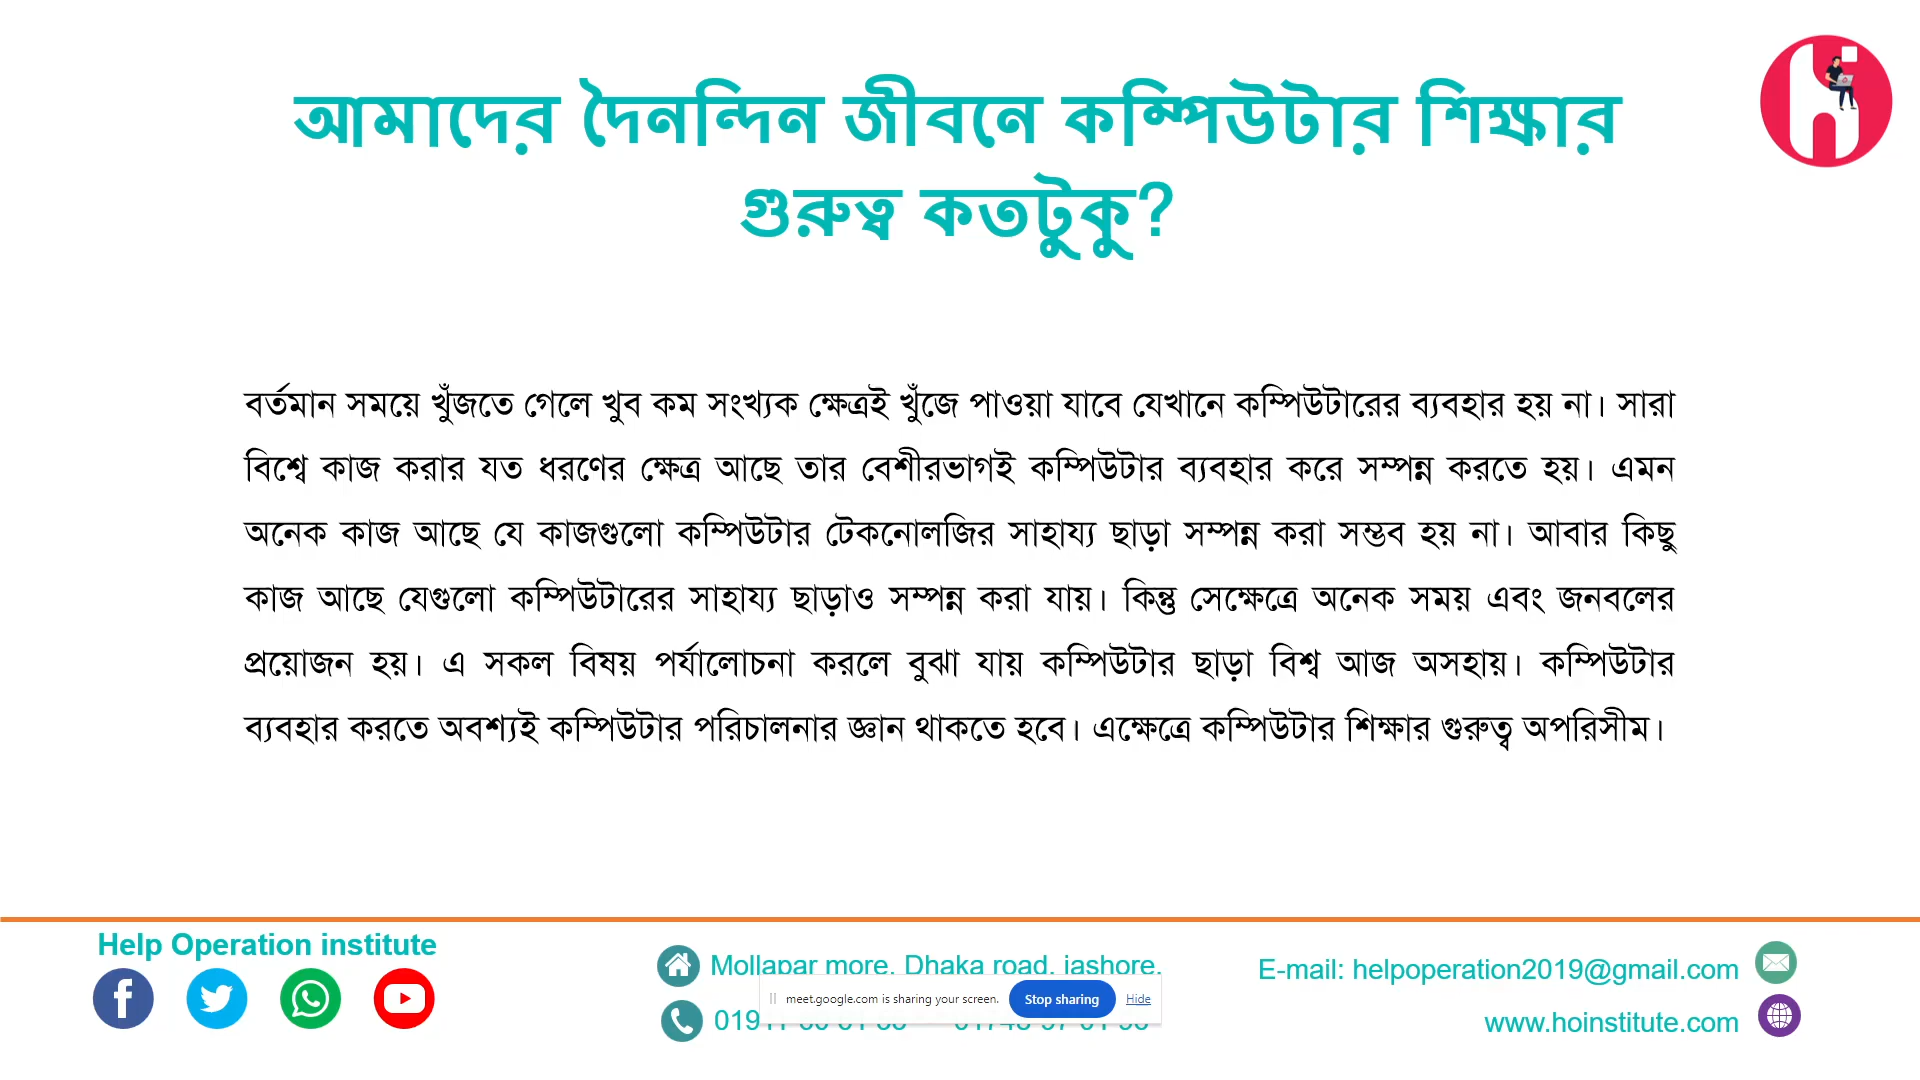 আমাদের দৈনন্দিন জীবনে কম্পিউটার শিক্ষার
গুরুত্ব কতটুকু?
বর্তমান সময়ে খুঁজতে গেলে খুব কম সংখ্যক ক্ষেত্রই খুঁজে পাওয়া যাবে যেখানে কম্পিউটারের ব্যবহার হয় না। সারা
বিশ্বে কাজ করার যত ধরণের ক্ষেত্র আছে তার বেশীরভাগই কম্পিউটার ব্যবহার করে সম্পন্ন করতে হয়। এমন
অনেক কাজ আছে যে কাজগুলো কম্পিউটার টেকনোলজির সাহায্য ছাড়া সম্পন্ন করা সম্ভব হয় না। আবার কিছু
কাজ আছে যেগুলো কম্পিউটারের সাহায্য ছাড়াও সম্পন্ন করা যায়। কিন্তু সেক্ষেত্রে অনেক সময় এবং জনবলের
প্রয়োজন হয়। এ সকল বিষয় পর্যালোচনা করলে বুঝা যায় কম্পিউটার ছাড়া বিশ্ব আজ অসহায়। কম্পিউটার
ব্যবহার করতে অবশ্যই কম্পিউটার পরিচালনার জ্ঞান থাকতে হবে। এক্ষেত্রে কম্পিউটার শিক্ষার গুরুত্ব অপরিসীম।
Help Operation institute
Mollapar more, Dhaka road, jashore.
meet.google.com is sharing your screen. Stop sharing Hide
E-mail: helpoperation2019@gmail.com
www.hoinstitute.com